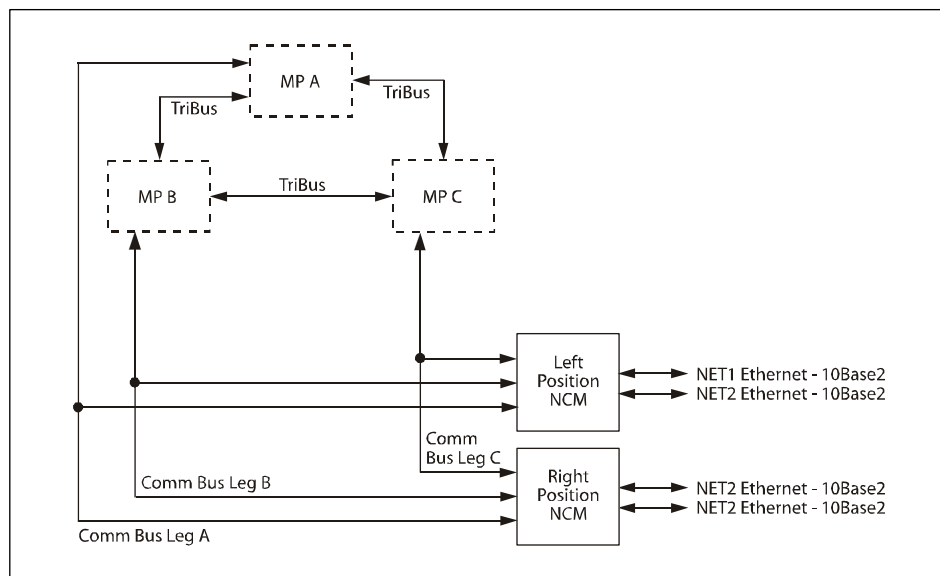 MP A
TriBus
TriBus
MP B
TriBus
MP C
Left
Position
NCM
NET1 Ethernet - 10Base2
NET2 Ethernet - 10Base2
Comm
Bus Leg C
Comm Bus Leg B
Right
Position
NCM
NET2 Ethernet - 10Base2
NET2 Ethernet - 10Base2
Comm Bus Leg A